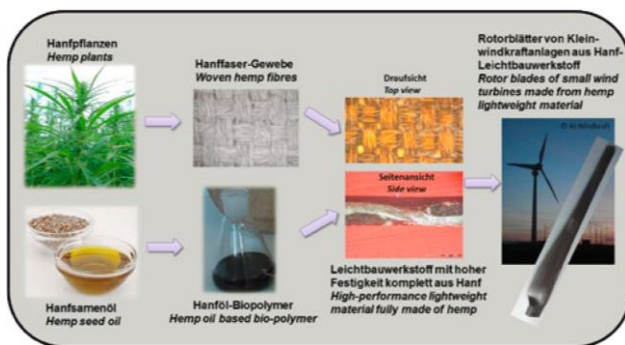 Hanfpflanzen
Hemp plants
Hanffaser-Gewebe
Woven hemp fibres
Draufsicht
Top view
Rotorblätter von Klein-
windkraftanlagen aus Hanf-
Leichtbauwerkstoff
Rotor blades of small wind
turbines made from hemp
lightweight material
Seitenansicht
Side view
Hanfsamenöl
Hemp seed oil
Hanföl-Biopolymer
Hemp oil based bio-polymer
Leichtbauwerkstoff mit hoher
Festigkeit komplett aus Hanf
High-performance lightweight
material fully made of hemp